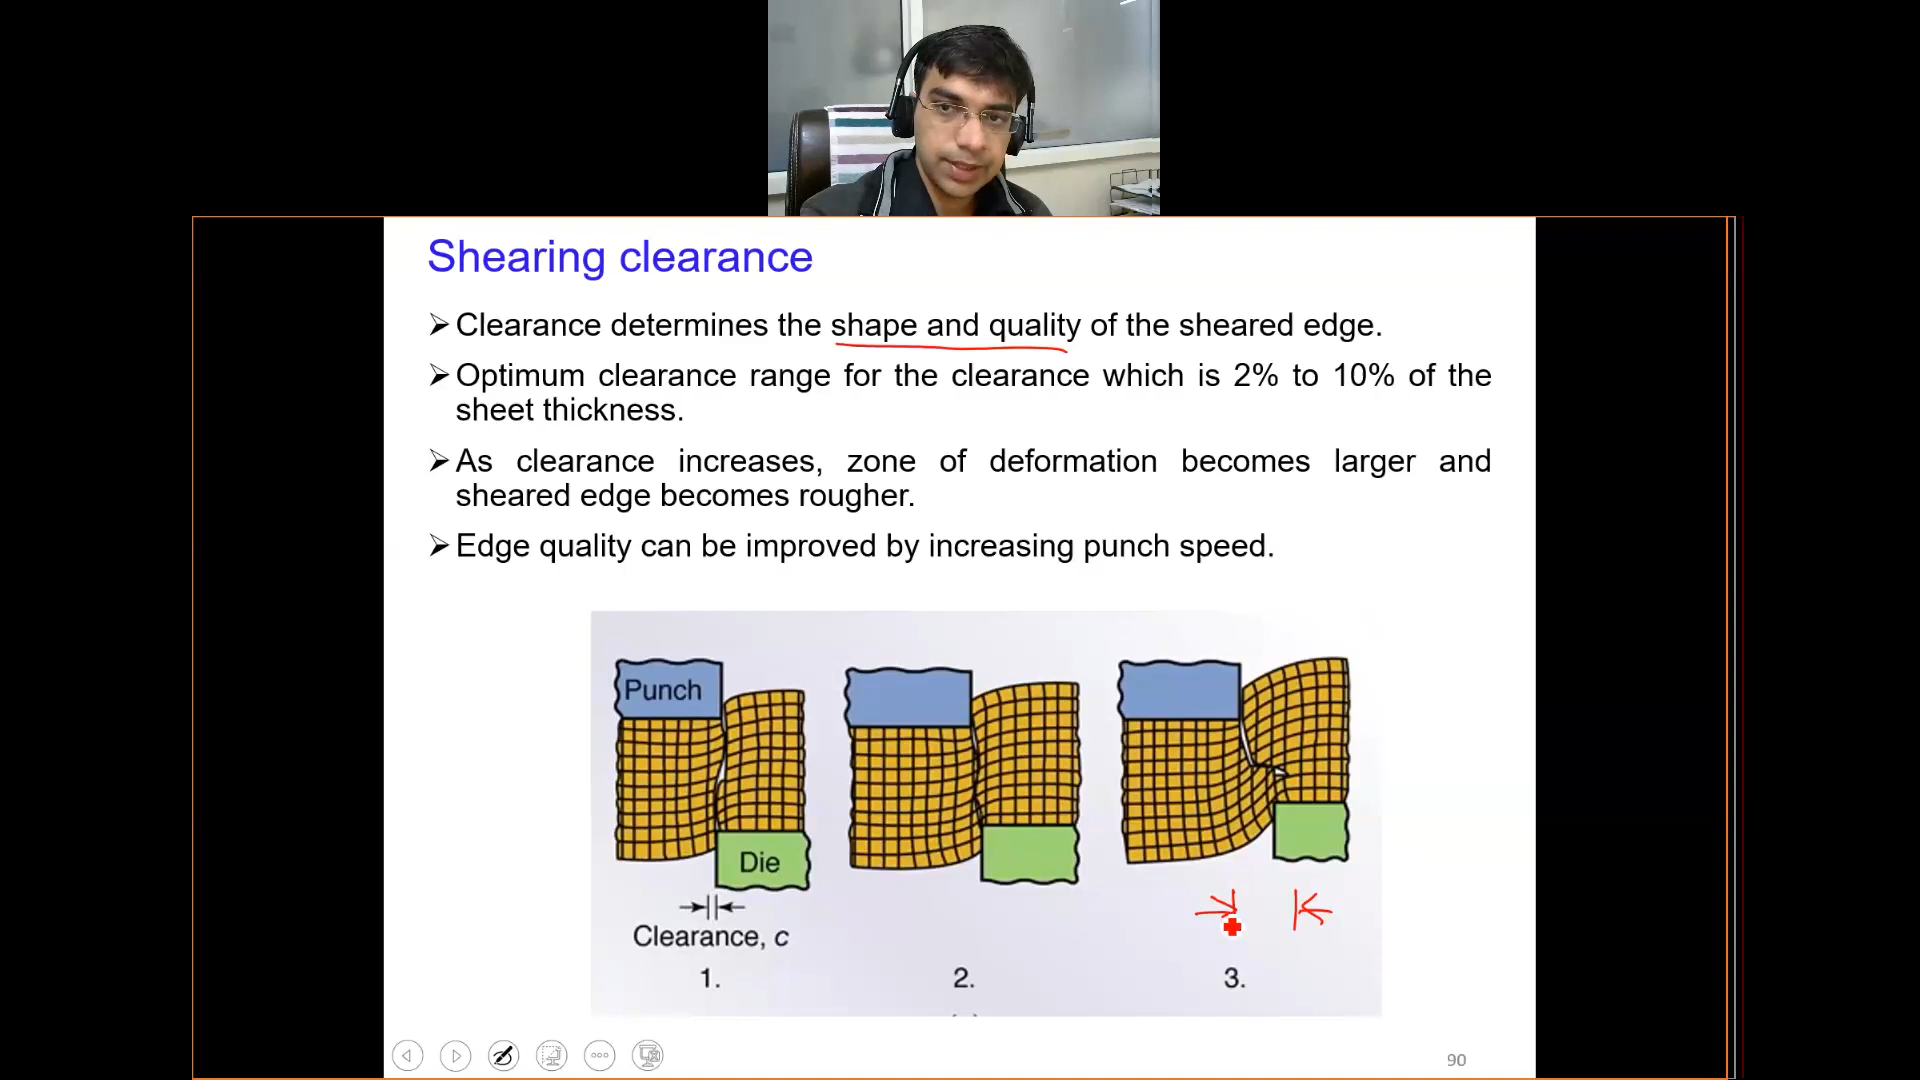 Shearing clearance
➢Clearance determines the shape and quality of the sheared edge.
➢Optimum clearance range for the clearance which is 2% to 10% of the
sheet thickness.
➢As clearance increases, zone of deformation becomes larger and
sheared edge becomes rougher.
➢Edge quality can be improved by increasing punch speed.
Punch
Die
Clearance, c
1. 2. 3.
90